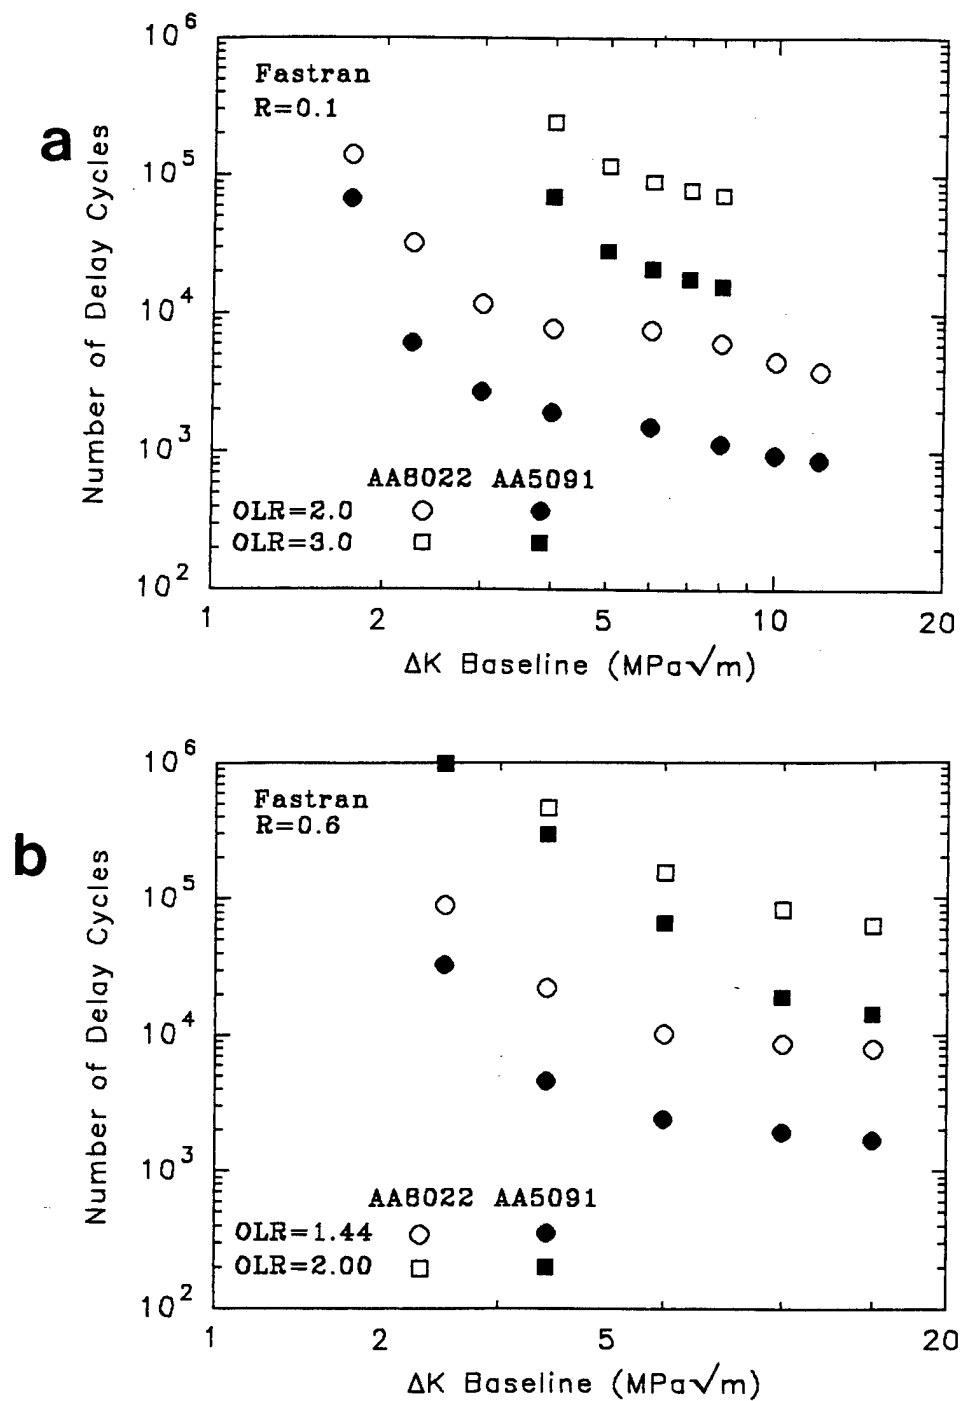 a
Number of Delay Cycles
10^6
10^5
10^4
10^3
10^2
Fastran
R=0.1
AA8022 AA5091
OLR=2.0
OLR=3.0
1 2 5 10 20
ΔK Baseline (MPa√m)
b
Number of Delay Cycles
10^6
10^5
10^4
10^3
10^2
Fastran
R=0.6
AA8022 AA5091
OLR=1.44
OLR=2.00
1 2 5 20
ΔK Baseline (MPa√m)